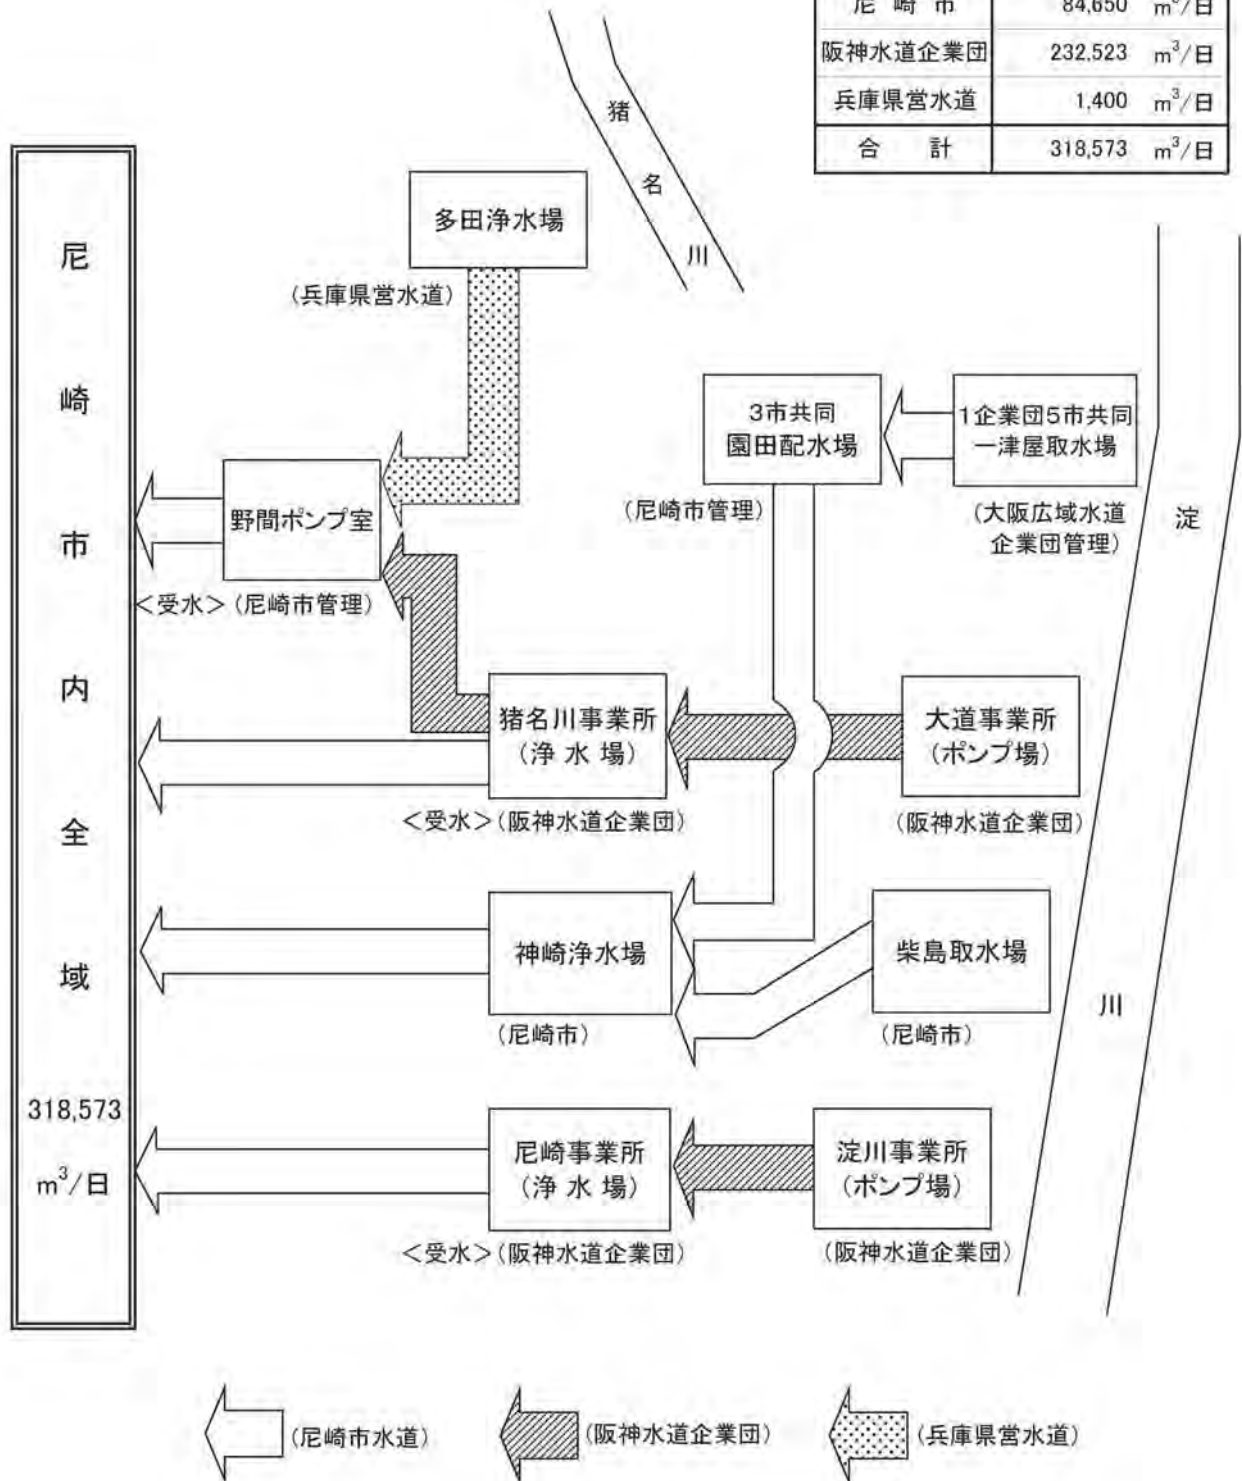 尼崎市 84,650 m³/日
阪神水道企業団 232,523 m³/日
兵庫県営水道 1,400 m³/日
合計 318,573 m³/日
猪名川
多田浄水場
(兵庫県営水道)
尼崎市内全域
318,573
m³/日
3市共同
園田配水場
(尼崎市管理)
1企業団5市共同
一津屋取水場
(大阪広域水道
企業団管理)
淀川
野間ポンプ室
<受水>(尼崎市管理)
猪名川事業所
(浄水場)
<受水>(阪神水道企業団)
大道事業所
(ポンプ場)
(阪神水道企業団)
神崎浄水場
(尼崎市)
柴島取水場
(尼崎市)
尼崎事業所
(浄水場)
<受水>(阪神水道企業団)
淀川事業所
(ポンプ場)
(阪神水道企業団)
(尼崎市水道)
(阪神水道企業団)
(兵庫県営水道)